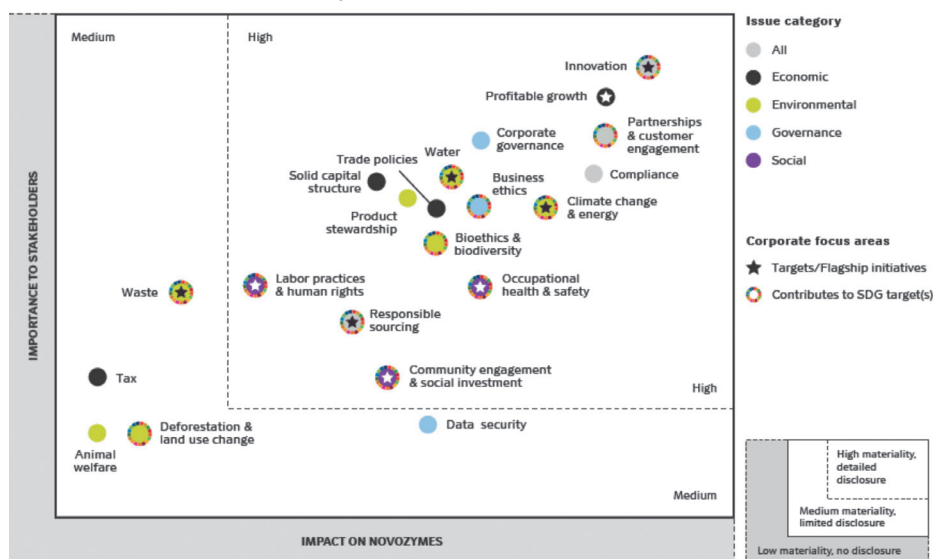 Medium
High
Issue category
All
Economic
Environmental
Governance
Social
Innovation
Profitable growth
Partnerships
& customer
engagement
Corporate
governance
Water
Trade policies
Solid capital
structure
Business
ethics
Compliance
Climate change
& energy
Product
stewardship
Bioethics &
biodiversity
Corporate focus areas
Targets/Flagship initiatives
Contributes to SDG target(s)
Waste
Labor practices
& human rights
Occupational
health & safety
Responsible
sourcing
Community engagement
& social investment
Tax
High
Deforestation &
land use change
Animal
welfare
Data security
Medium
IMPORTANCE TO STAKEHOLDERS
IMPACT ON NOVOZYMES
High materiality,
detailed
disclosure
Medium materiality,
limited disclosure
Low materiality, no disclosure